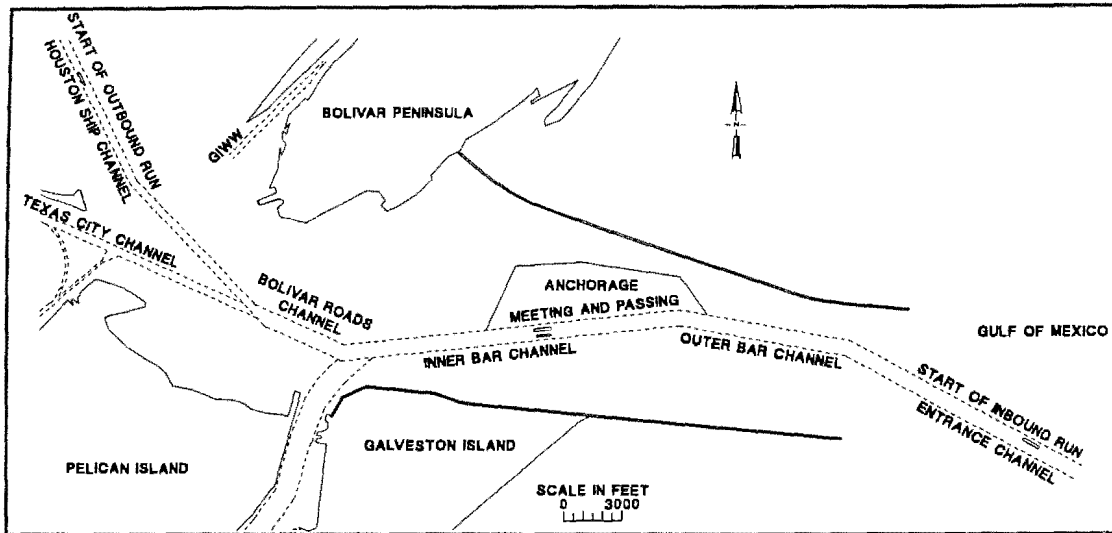 START OF OUTBOUND RUN
HOUSTON SHIP CHANNEL
GIWW
BOLIVAR PENINSULA
N
TEXAS CITY CHANNEL
BOLIVAR ROADS
CHANNEL
ANCHORAGE
MEETING AND PASSING
INNER BAR CHANNEL
OUTER BAR CHANNEL
GULF OF MEXICO
START OF INBOUND RUN
ENTRANCE CHANNEL
PELICAN ISLAND
GALVESTON ISLAND
SCALE IN FEET
0 3000